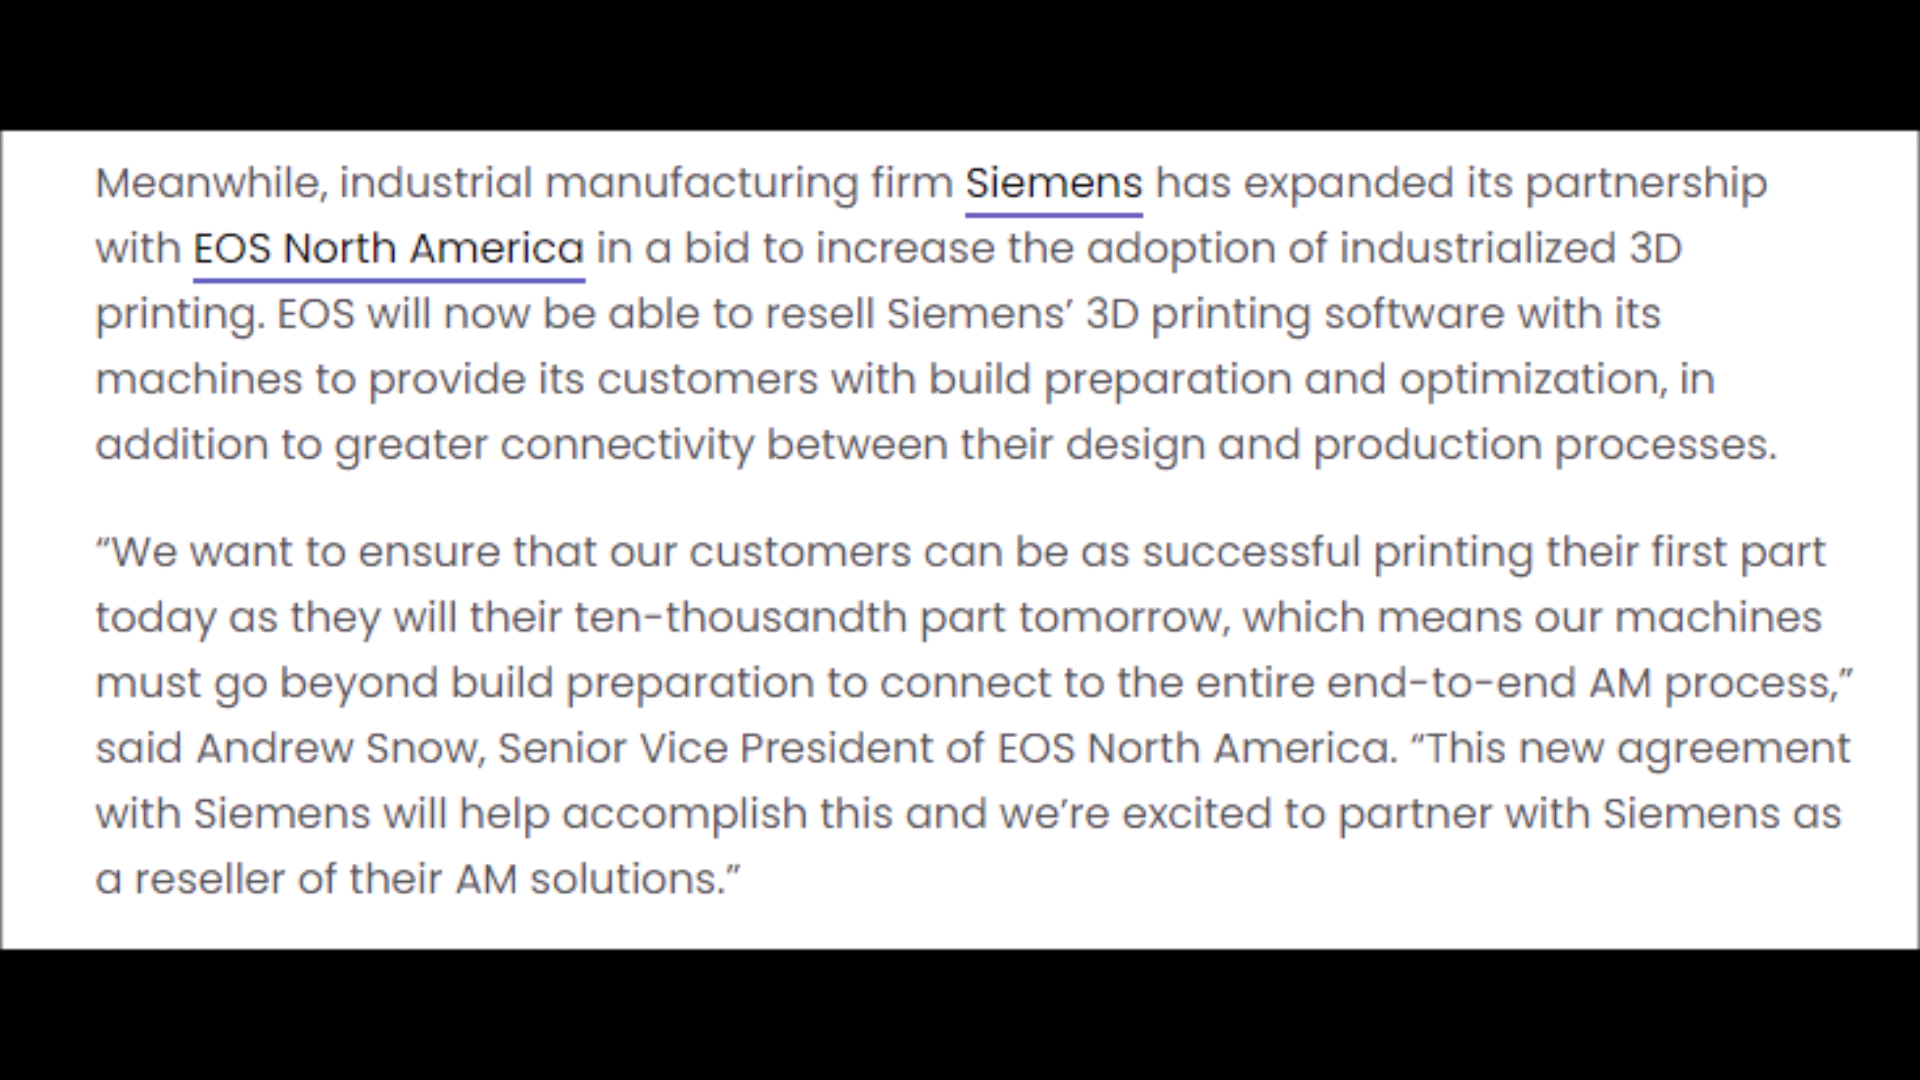 Meanwhile, industrial manufacturing firm Siemens has expanded its partnership
with EOS North America in a bid to increase the adoption of industrialized 3D
printing. EOS will now be able to resell Siemens’ 3D printing software with its
machines to provide its customers with build preparation and optimization, in
addition to greater connectivity between their design and production processes.
“We want to ensure that our customers can be as successful printing their first part
today as they will their ten-thousandth part tomorrow, which means our machines
must go beyond build preparation to connect to the entire end-to-end AM process,”
said Andrew Snow, Senior Vice President of EOS North America. “This new agreement
with Siemens will help accomplish this and we’re excited to partner with Siemens as
a reseller of their AM solutions.”